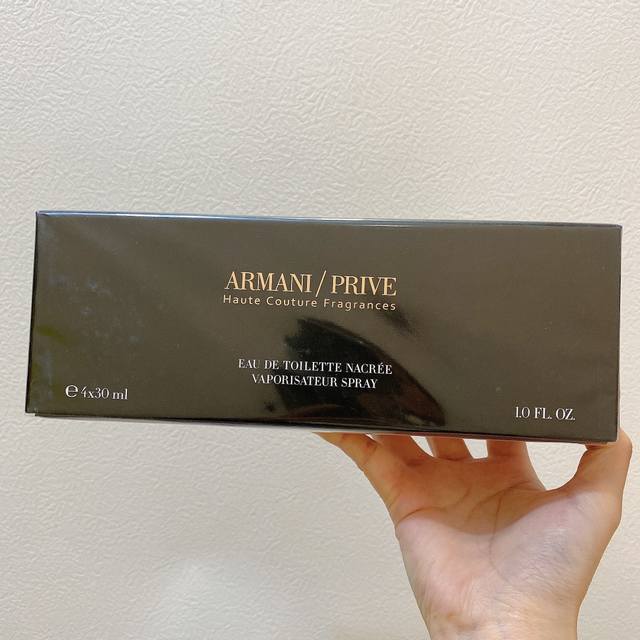 ARMANI / PRIVE
Haute Couture Fragrances
EAU DE TOILETTE NACRÉE
VAPORISATEUR SPRAY
℮ 4x30 ml
1.0 FL. OZ.